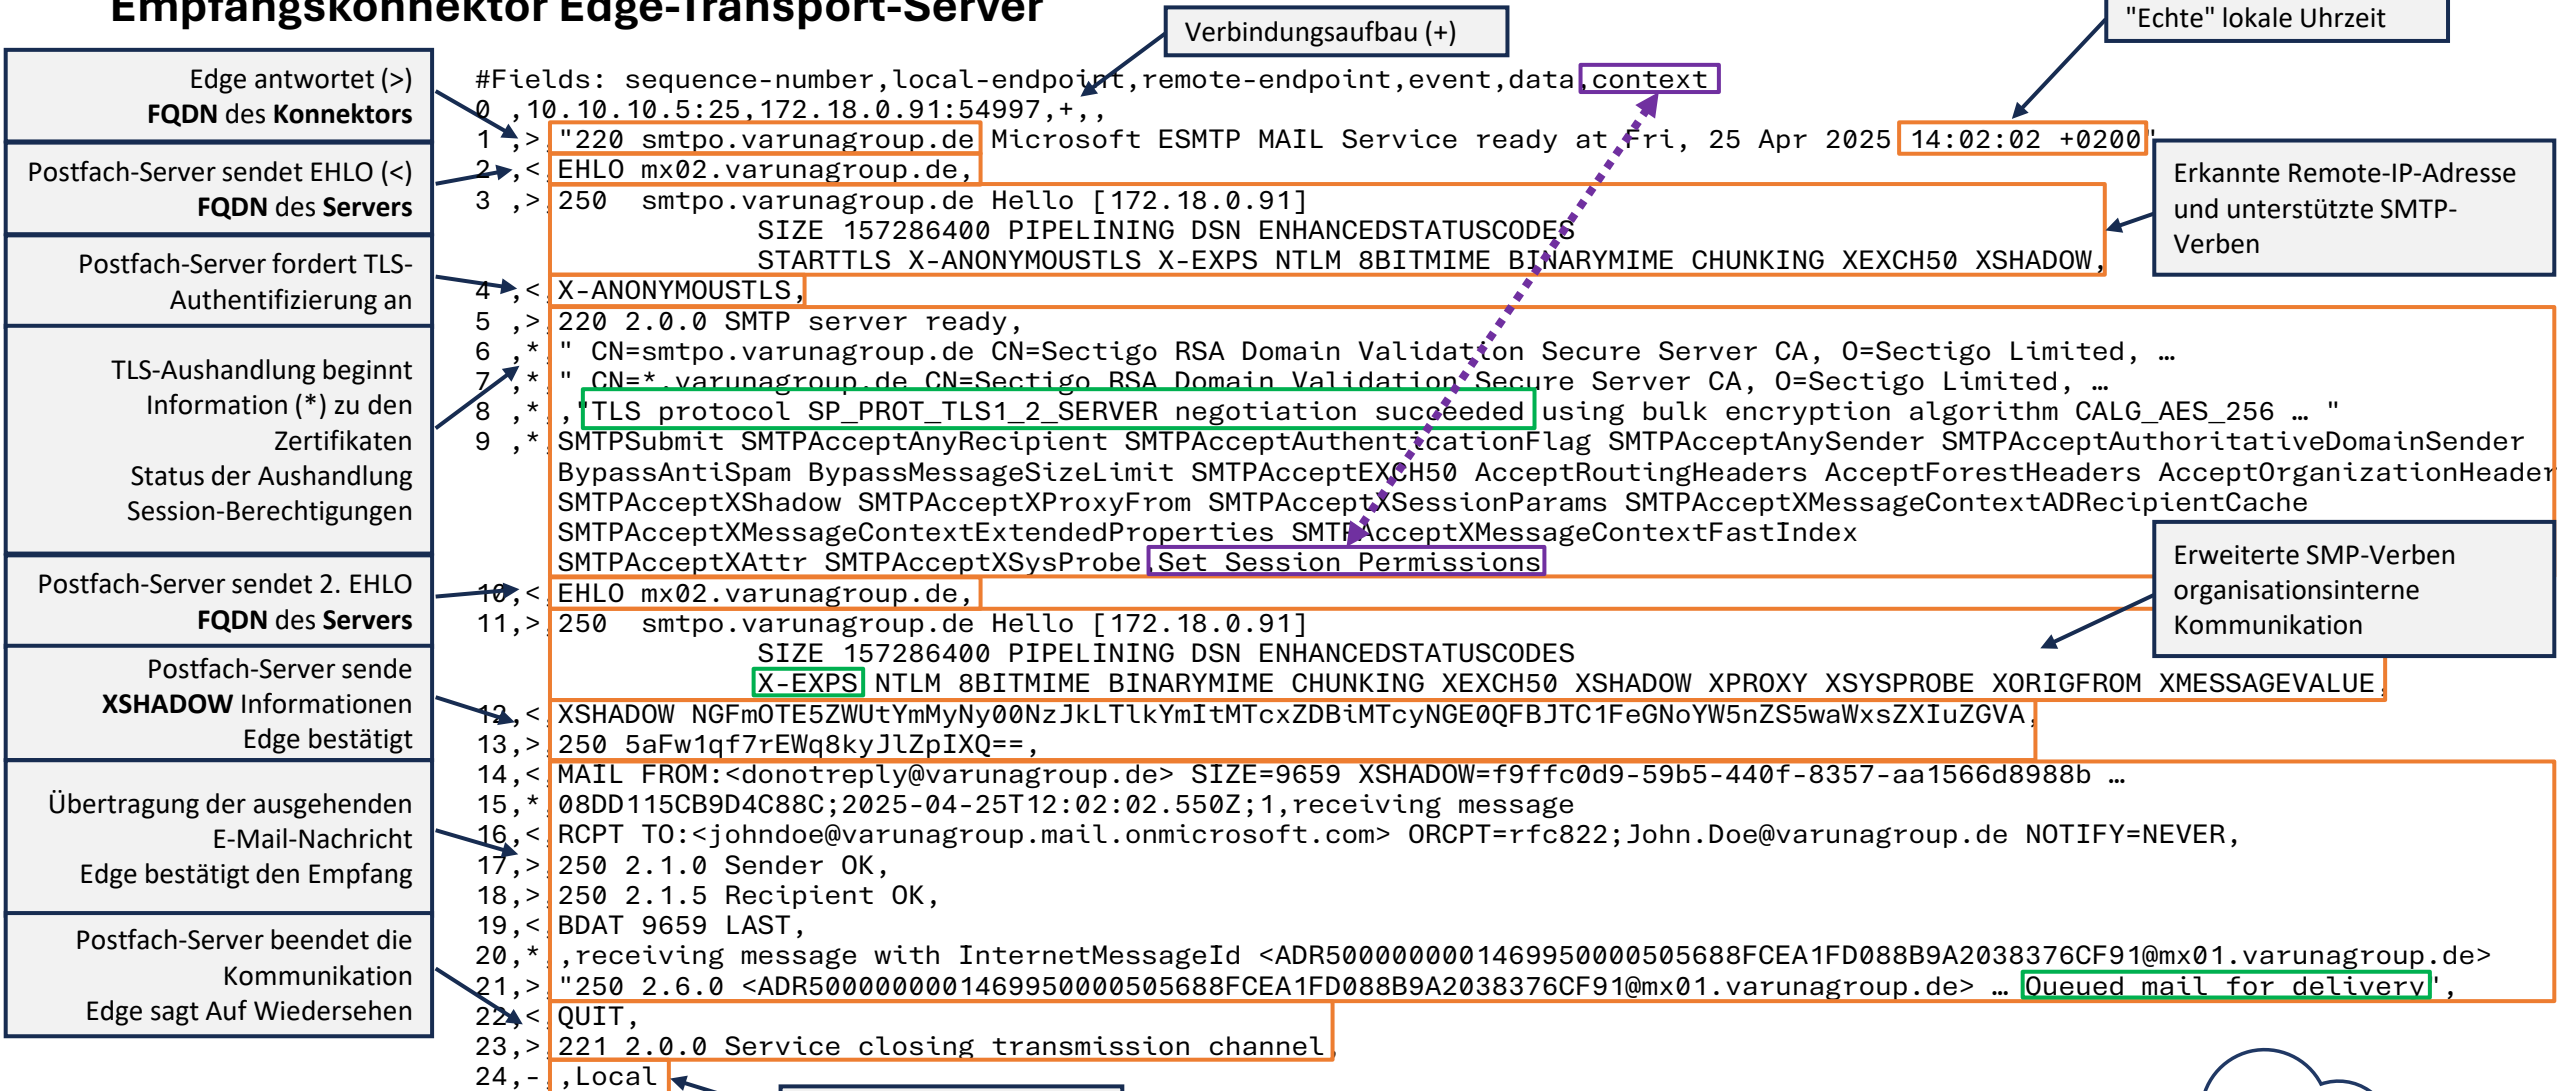 Empfangskonnektor Edge-Transport-Server
Verbindungsaufbau (+)
"Echte" lokale Uhrzeit
Edge antwortet (>)
FQDN des Konnektors
Postfach-Server sendet EHLO (<)
FQDN des Servers
Postfach-Server fordert TLS-
Authentifizierung an
TLS-Aushandlung beginnt
Information (*) zu den
Zertifikaten
Status der Aushandlung
Session-Berechtigungen
Postfach-Server sendet 2. EHLO
FQDN des Servers
Postfach-Server sende
XSHADOW Informationen
Edge bestätigt
Übertragung der ausgehenden
E-Mail-Nachricht
Edge bestätigt den Empfang
Postfach-Server beendet die
Kommunikation
Edge sagt Auf Wiedersehen
#Fields: sequence-number,local-endpoint,remote-endpoint,event,data,context
0 ,10.10.10.5:25,172.18.0.91:54997,+,,
1 ,>,"220 smtpo.varunagroup.de Microsoft ESMTP MAIL Service ready at Fri, 25 Apr 2025 14:02:02 +0200"
2 ,<,EHLO mx02.varunagroup.de,
3 ,>,250 smtpo.varunagroup.de Hello [172.18.0.91]
SIZE 157286400 PIPELINING DSN ENHANCEDSTATUSCODES
STARTTLS X-ANONYMOUSTLS X-EXPS NTLM 8BITMIME BINARYMIME CHUNKING XEXCH50 XSHADOW,
4 ,<,X-ANONYMOUSTLS,
5 ,>,220 2.0.0 SMTP server ready,
6 ,*," CN=smtpo.varunagroup.de CN=Sectigo RSA Domain Validation Secure Server CA, O=Sectigo Limited, …
7 ,*," CN=*.varunagroup.de CN=Sectigo RSA Domain Validation Secure Server CA, O=Sectigo Limited, …
8 ,*,,"TLS protocol SP_PROT_TLS1_2_SERVER negotiation succeeded using bulk encryption algorithm CALG_AES_256 … "
9 ,*,SMTPSubmit SMTPAcceptAnyRecipient SMTPAcceptAuthenticationFlag SMTPAcceptAnySender SMTPAcceptAuthoritativeDomainSender
BypassAntiSpam BypassMessageSizeLimit SMTPAcceptEXCH50 AcceptRoutingHeaders AcceptForestHeaders AcceptOrganizationHeader
SMTPAcceptXShadow SMTPAcceptXProxyFrom SMTPAcceptXSessionParams SMTPAcceptXMessageContextADRecipientCache
SMTPAcceptXMessageContextExtendedProperties SMTPAcceptXMessageContextFastIndex
SMTPAcceptXAttr SMTPAcceptXSysProbe,Set Session Permissions
10,<,EHLO mx02.varunagroup.de,
11,>,250 smtpo.varunagroup.de Hello [172.18.0.91]
SIZE 157286400 PIPELINING DSN ENHANCEDSTATUSCODES
X-EXPS NTLM 8BITMIME BINARYMIME CHUNKING XEXCH50 XSHADOW XPROXY XSYSPROBE XORIGFROM XMESSAGEVALUE,
12,<,XSHADOW NGFmOTE5ZWUtYmMyNy00NzJkLTlkYmItMTcxZDBiMTcyNGE0QFBJTC1FeGNoYW5nZS5waWxsZXIuZGVA,
13,>,250 5aFw1qf7rEWq8kyJlZpIXQ==,
14,<,MAIL FROM:<donotreply@varunagroup.de> SIZE=9659 XSHADOW=f9ffc0d9-59b5-440f-8357-aa1566d8988b …
15,*,08DD115CB9D4C88C;2025-04-25T12:02:02.550Z;1,receiving message
16,<,RCPT TO:<johndoe@varunagroup.mail.onmicrosoft.com> ORCPT=rfc822;John.Doe@varunagroup.de NOTIFY=NEVER,
17,>,250 2.1.0 Sender OK,
18,>,250 2.1.5 Recipient OK,
19,<,BDAT 9659 LAST,
20,*,,receiving message with InternetMessageId <ADR50000000014699500005056​88FCEA1FD088B9A2038376CF91@mx01.varunagroup.de>
21,>,"250 2.6.0 <ADR5000000001469950000505688FCEA1FD088B9A2038376CF91@mx01.varunagroup.de> … Queued mail for delivery",
22,<,QUIT,
23,>,221 2.0.0 Service closing transmission channel,
24,-,,Local
Erkannte Remote-IP-Adresse
und unterstützte SMTP-
Verben
Erweiterte SMP-Verben
organisationsinterne
Kommunikation